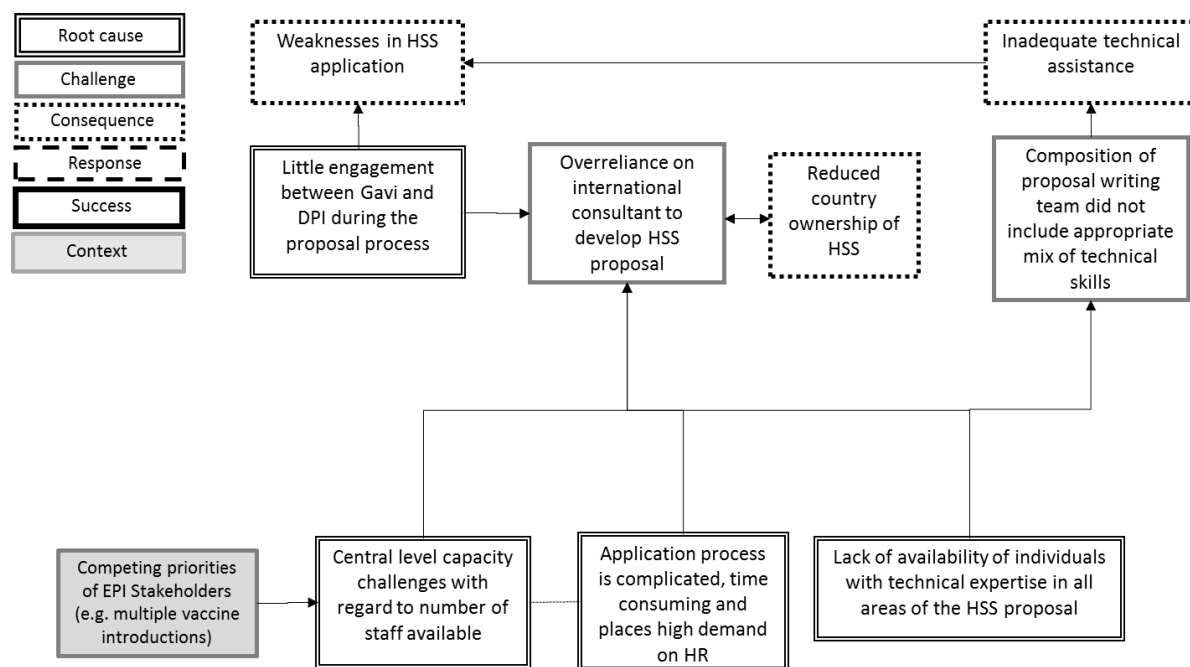 Root cause
Challenge
Consequence
Response
Success
Context
Weaknesses in HSS
application
Inadequate technical
assistance
Little engagement
between Gavi and
DPI during the
proposal process
Overreliance on
international
consultant to
develop HSS
proposal
Reduced
country
ownership of
HSS
Composition of
proposal writing
team did not
include appropriate
mix of technical
skills
Competing priorities
of EPI Stakeholders
(e.g. multiple vaccine
introductions)
Central level capacity
challenges with
regard to number of
staff available
Application process
is complicated, time
consuming and
places high demand
on HR
Lack of availability of individuals
with technical expertise in all
areas of the HSS proposal